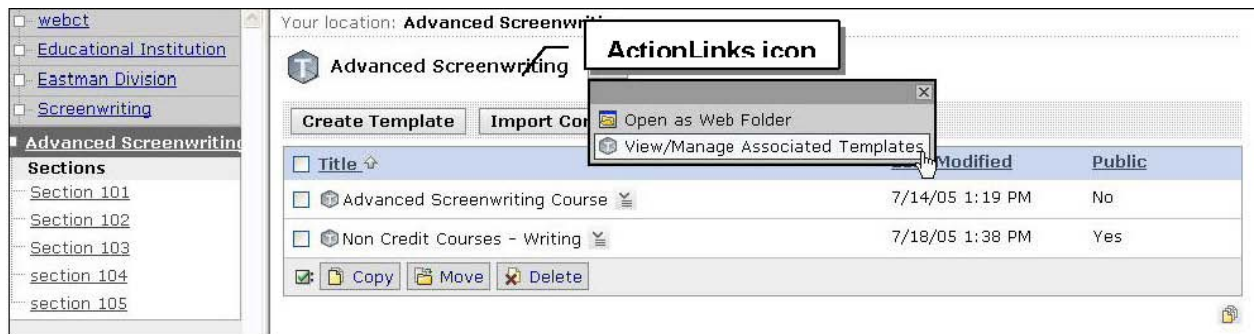 webct
Educational Institution
Eastman Division
Screenwriting
Advanced Screenwriting
Sections
Section 101
Section 102
Section 103
section 104
section 105
Your location: Advanced Screenwriting
Advanced Screenwriting
ActionLinks icon
Open as Web Folder
View/Manage Associated Templates
Create Template Import
Title Modified Public
Advanced Screenwriting Course 7/14/05 1:19 PM No
Non Credit Courses - Writing 7/18/05 1:38 PM Yes
Copy Move Delete